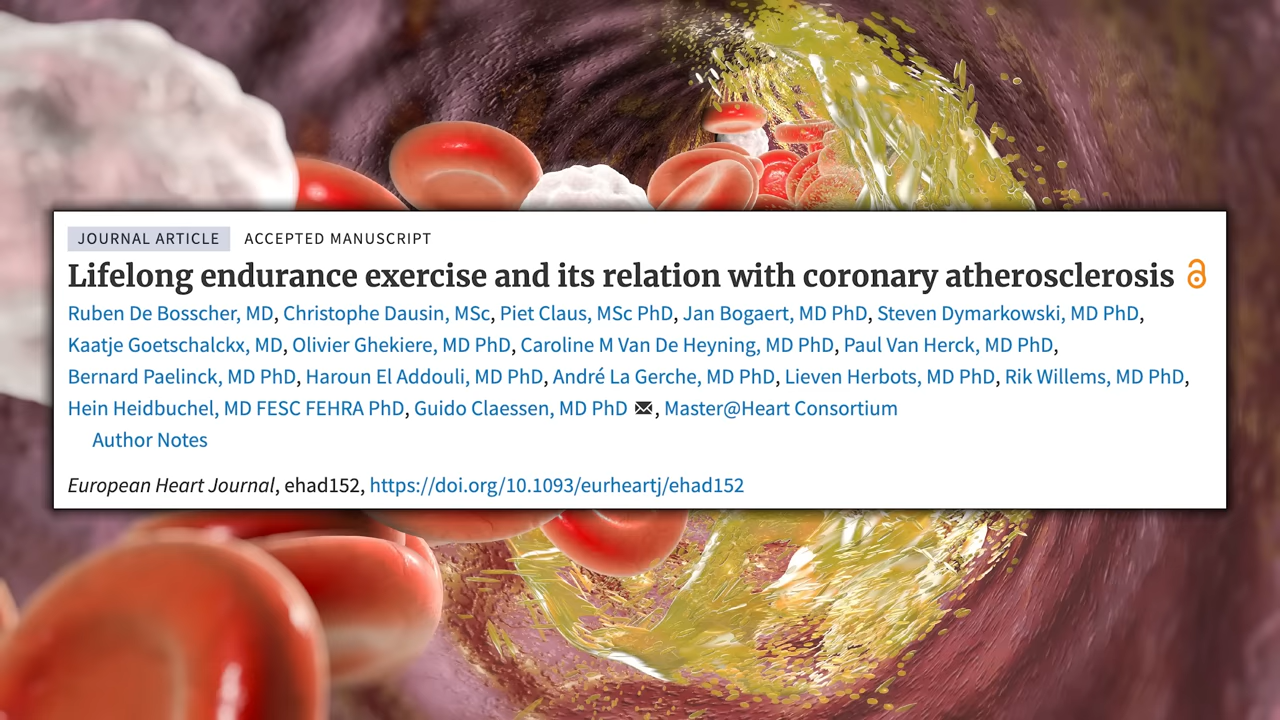 JOURNAL ARTICLE ACCEPTED MANUSCRIPT
Lifelong endurance exercise and its relation with coronary atherosclerosis
Ruben De Bosscher, MD, Christophe Dausin, MSc, Piet Claus, MSc PhD, Jan Bogaert, MD PhD, Steven Dymarkowski, MD PhD,
Kaatje Goetschalckx, MD, Olivier Ghekiere, MD PhD, Caroline M Van De Heyning, MD PhD, Paul Van Herck, MD PhD,
Bernard Paelinck, MD PhD, Haroun El Addouli, MD PhD, André La Gerche, MD PhD, Lieven Herbots, MD PhD, Rik Willems, MD PhD,
Hein Heidbuchel, MD FESC FEHRA PhD, Guido Claessen, MD PhD , Master@Heart Consortium
Author Notes
European Heart Journal, ehad152, https://doi.org/10.1093/eurheartj/ehad152